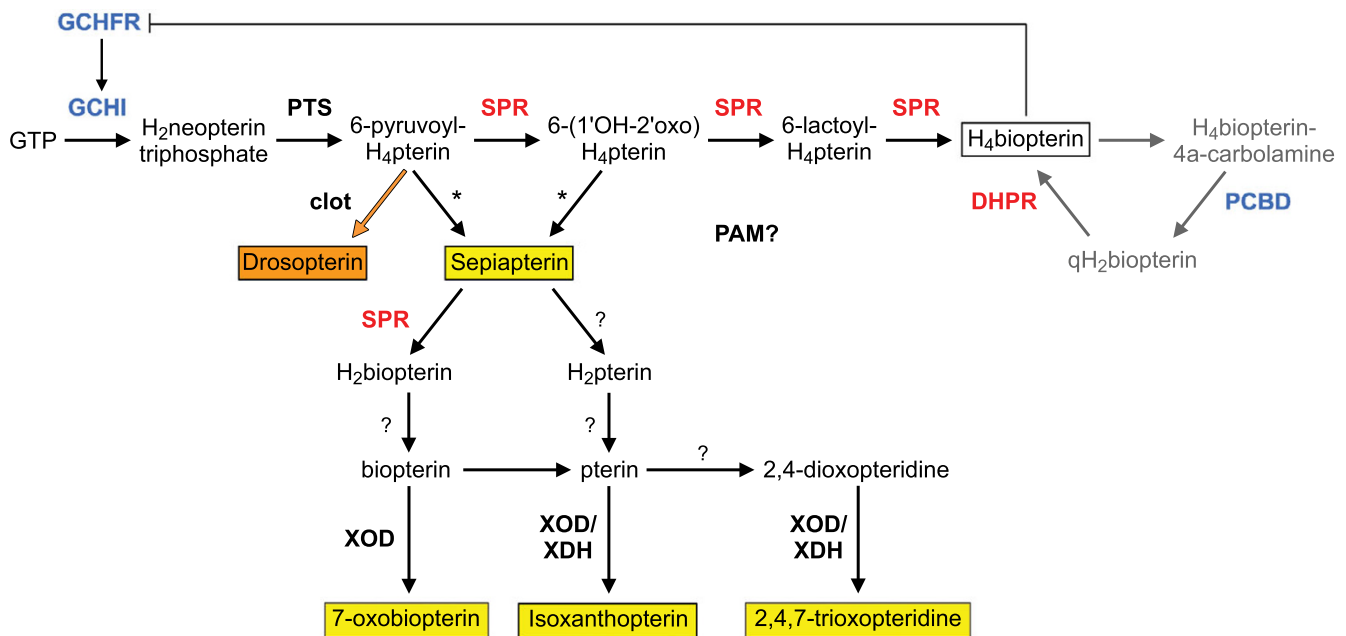 GCHFR
GCHI
GTP
H2neopterin
triphosphate
PTS
6-pyruvoyl-
H4pterin
SPR
6-(1'OH-2'oxo)
H4pterin
SPR
6-lactoyl-
H4pterin
SPR
H4biopterin
H4biopterin-
4a-carbolamine
DHPR
PCBD
qH2biopterin
clot
*
*
PAM?
Drosopterin
Sepiapterin
SPR
?
H2biopterin
H2pterin
?
?
biopterin
pterin
?
2,4-dioxopteridine
XOD
XOD/
XDH
XOD/
XDH
7-oxobiopterin
Isoxanthopterin
2,4,7-trioxopteridine